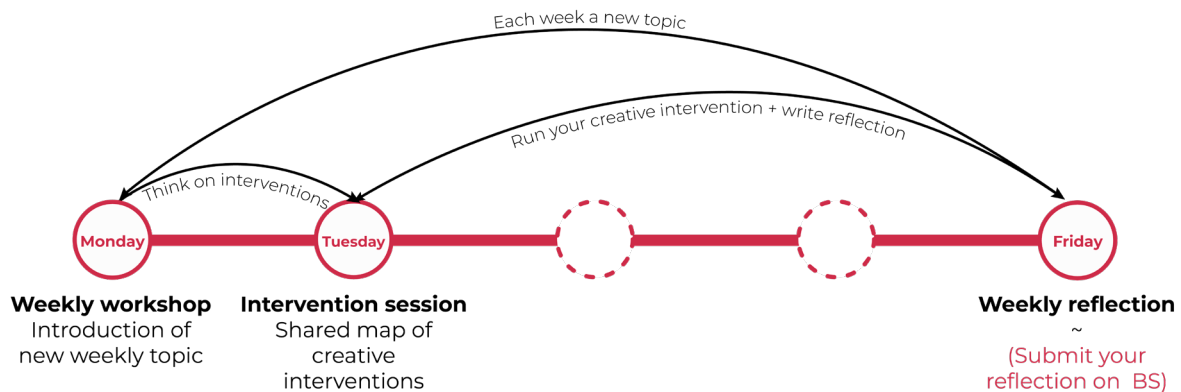 Each week a new topic
Run your creative intervention + write reflection
Think on interventions
Monday
Tuesday
Friday
Weekly workshop
Introduction of
new weekly topic
Intervention session
Shared map of
creative
interventions
Weekly reflection
~
(Submit your
reflection on BS)